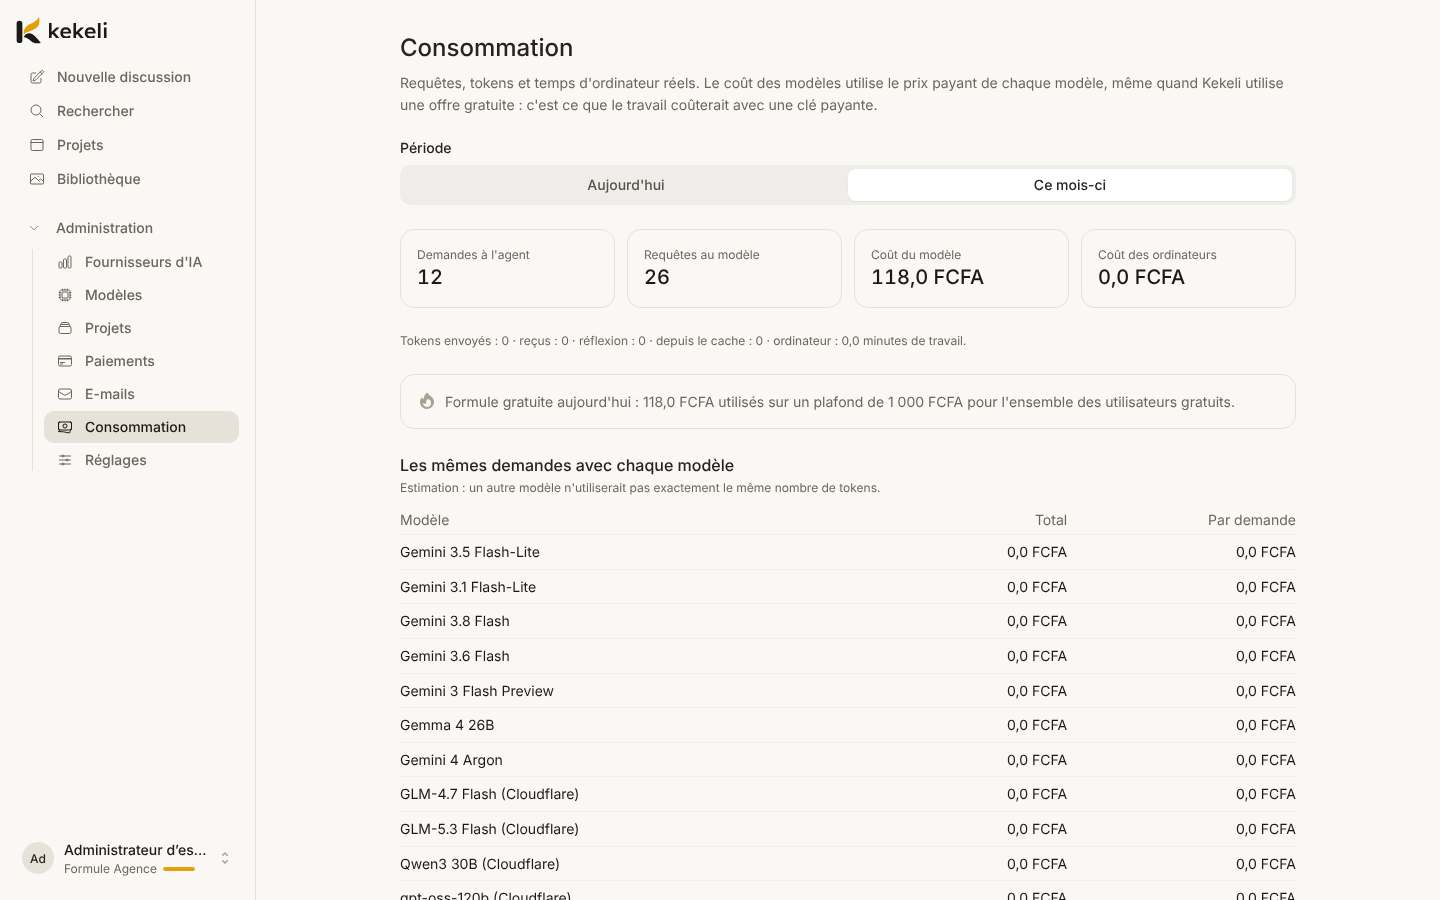 kekeli
Nouvelle discussion
Rechercher
Projets
Bibliothèque
Administration
Fournisseurs d'IA
Modèles
Projets
Paiements
E-mails
Consommation
Réglages
Ad
Administrateur d'es...
Formule Agence
Consommation
Requêtes, tokens et temps d'ordinateur réels. Le coût des modèles utilise le prix payant de chaque modèle, même quand Kekeli utilise
une offre gratuite : c'est ce que le travail coûterait avec une clé payante.
Période
Aujourd'hui
Ce mois-ci
Demandes à l'agent
12
Requêtes au modèle
26
Coût du modèle
118,0 FCFA
Coût des ordinateurs
0,0 FCFA
Tokens envoyés : 0 · reçus : 0 · réflexion : 0 · depuis le cache : 0 · ordinateur : 0,0 minutes de travail.
Formule gratuite aujourd'hui : 118,0 FCFA utilisés sur un plafond de 1 000 FCFA pour l'ensemble des utilisateurs gratuits.
Les mêmes demandes avec chaque modèle
Estimation : un autre modèle n'utiliserait pas exactement le même nombre de tokens.
Modèle Total Par demande
Gemini 3.5 Flash-Lite 0,0 FCFA 0,0 FCFA
Gemini 3.1 Flash-Lite 0,0 FCFA 0,0 FCFA
Gemini 3.8 Flash 0,0 FCFA 0,0 FCFA
Gemini 3.6 Flash 0,0 FCFA 0,0 FCFA
Gemini 3 Flash Preview 0,0 FCFA 0,0 FCFA
Gemma 4 26B 0,0 FCFA 0,0 FCFA
Gemini 4 Argon 0,0 FCFA 0,0 FCFA
GLM-4.7 Flash (Cloudflare) 0,0 FCFA 0,0 FCFA
GLM-5.3 Flash (Cloudflare) 0,0 FCFA 0,0 FCFA
Qwen3 30B (Cloudflare) 0,0 FCFA 0,0 FCFA
gpt-oss-120b (Cloudflare) 0,0 FCFA 0,0 FCFA